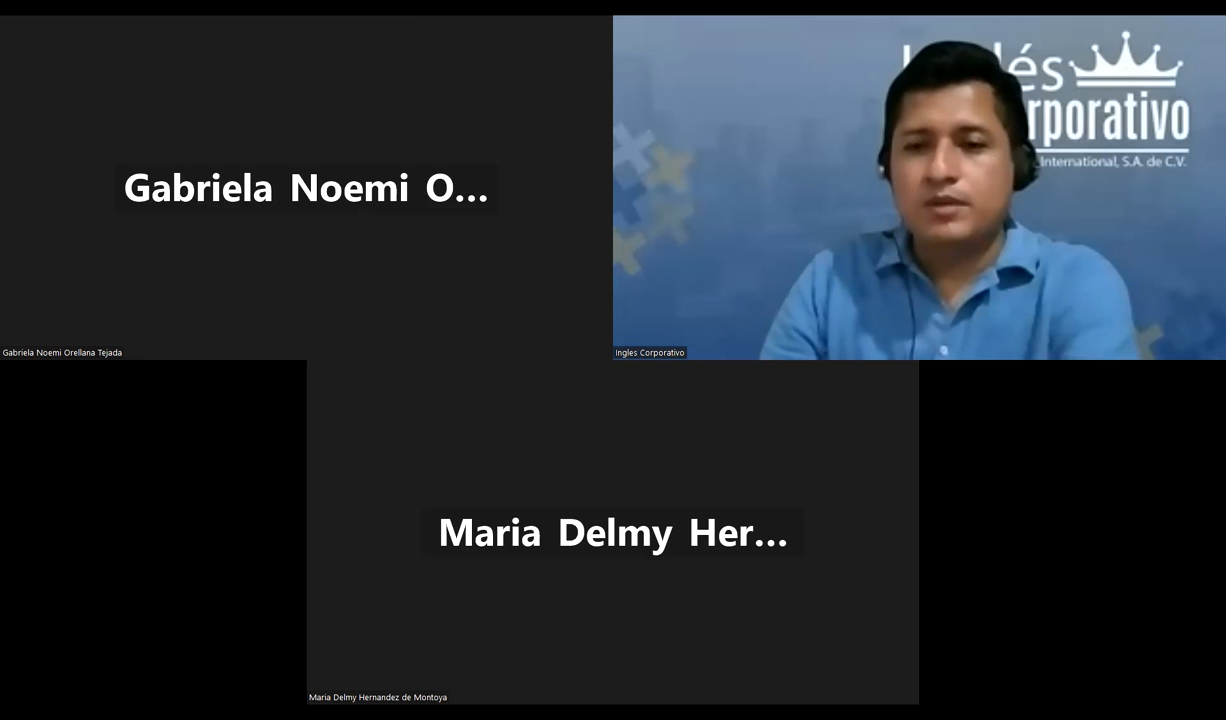 Gabriela Noemi O...
Gabriela Noemi Orellana Tejada
és
rporativo
International, S.A. de C.V.
Ingles Corporativo
Maria Delmy Her...
Maria Delmy Hernandez de Montoya